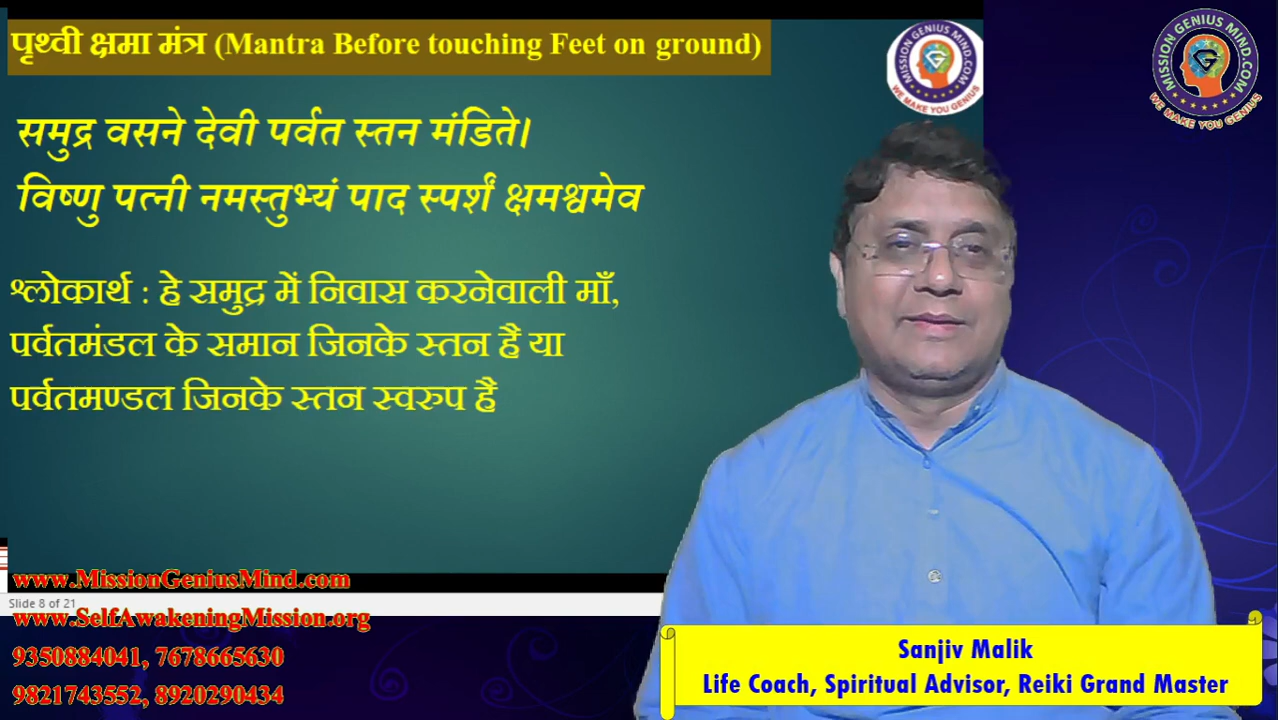 पृथ्वी क्षमा मंत्र (Mantra Before touching Feet on ground)
समुद्र वसने देवी पर्वत स्तन मंडिते।
विष्णु पत्नी नमस्तुभ्यं पाद स्पर्शं क्षमश्वमेव
श्लोकार्थ : हे समुद्र में निवास करनेवाली माँ,
पर्वतमंडल के समान जिनके स्तन हैं या
पर्वतमण्डल जिनके स्तन स्वरुप हैं
MISSION GENIUS MIND.COM
WE MAKE YOU GENIUS
MISSION GENIUS MIND.COM
WE MAKE YOU GENIUS
www.MissionGeniusMind.com
Slide 8 of 21
www.SelfAwakeningMission.org
9350884041, 7678665630
9821743552, 8920290434
Sanjiv Malik
Life Coach, Spiritual Advisor, Reiki Grand Master